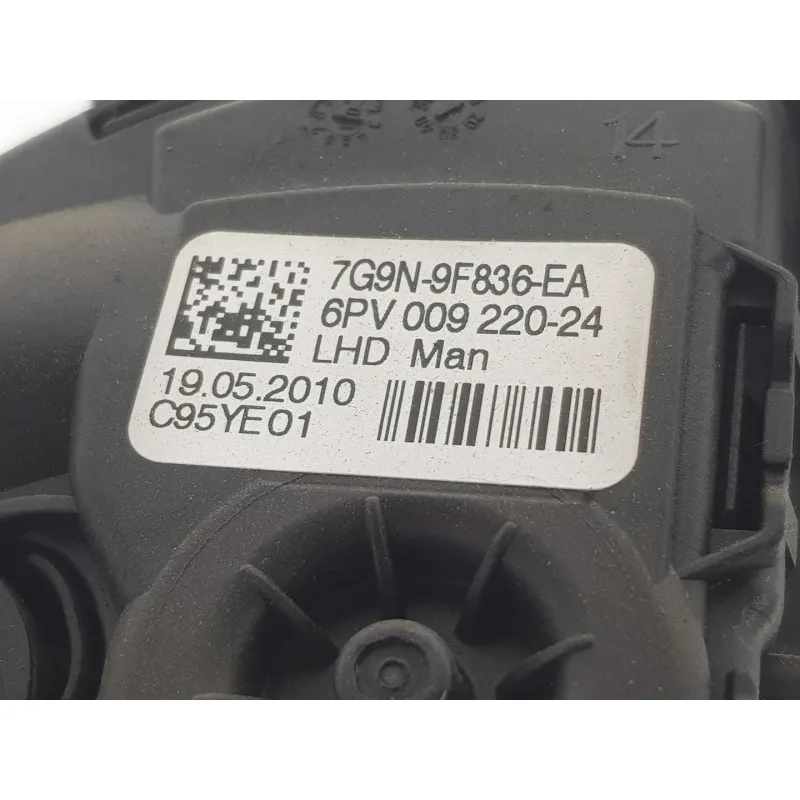 14
7G9N-9F836-EA
6PV 009 220-24
LHD Man
19.05.2010
C95YE01